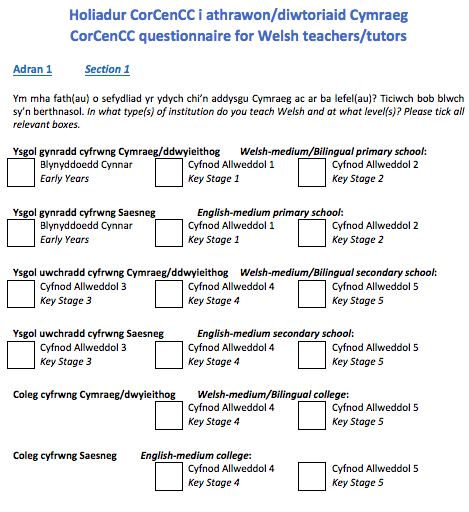 Holiadur CorCenCC i athrawon/diwtoriaid Cymraeg
CorCenCC questionnaire for Welsh teachers/tutors
Adran 1 Section 1
Ym mha fath(au) o sefydliad yr ydych chi’n addysgu Cymraeg ac ar ba lefel(au)? Ticiwch bob blwch
sy’n berthnasol. In what type(s) of institution do you teach Welsh and at what level(s)? Please tick all
relevant boxes.
Ysgol gynradd cyfrwng Cymraeg/ddwyieithog Welsh-medium/Bilingual primary school:
Blynyddoedd Cynnar Cyfnod Allweddol 1 Cyfnod Allweddol 2
Early Years Key Stage 1 Key Stage 2
Ysgol gynradd cyfrwng Saesneg English-medium primary school:
Blynyddoedd Cynnar Cyfnod Allweddol 1 Cyfnod Allweddol 2
Early Years Key Stage 1 Key Stage 2
Ysgol uwchradd cyfrwng Cymraeg/ddwyieithog Welsh-medium/Bilingual secondary school:
Cyfnod Allweddol 3 Cyfnod Allweddol 4 Cyfnod Allweddol 5
Key Stage 3 Key Stage 4 Key Stage 5
Ysgol uwchradd cyfrwng Saesneg English-medium secondary school:
Cyfnod Allweddol 3 Cyfnod Allweddol 4 Cyfnod Allweddol 5
Key Stage 3 Key Stage 4 Key Stage 5
Coleg cyfrwng Cymraeg/dwyieithog Welsh-medium/Bilingual college:
Cyfnod Allweddol 4 Cyfnod Allweddol 5
Key Stage 4 Key Stage 5
Coleg cyfrwng Saesneg English-medium college:
Cyfnod Allweddol 4 Cyfnod Allweddol 5
Key Stage 4 Key Stage 5